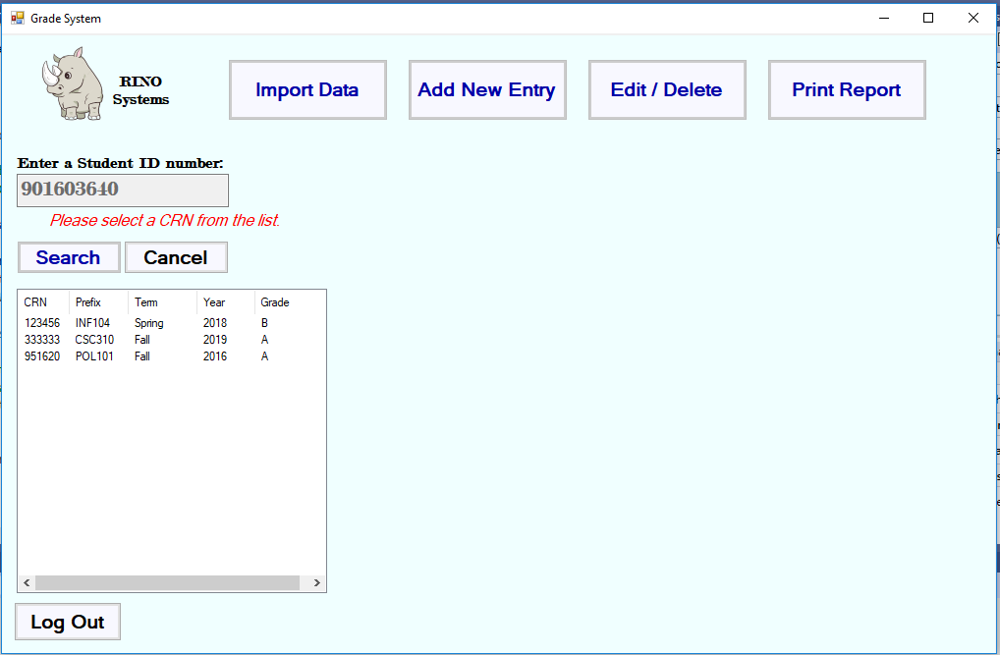 Grade System
RINO
Systems
Import Data
Add New Entry
Edit / Delete
Print Report
Enter a Student ID number:
901603640
Please select a CRN from the list.
Search Cancel
CRN Prefix Term Year Grade
123456 INF104 Spring 2018 B
333333 CSC310 Fall 2019 A
951620 POL101 Fall 2016 A
Log Out